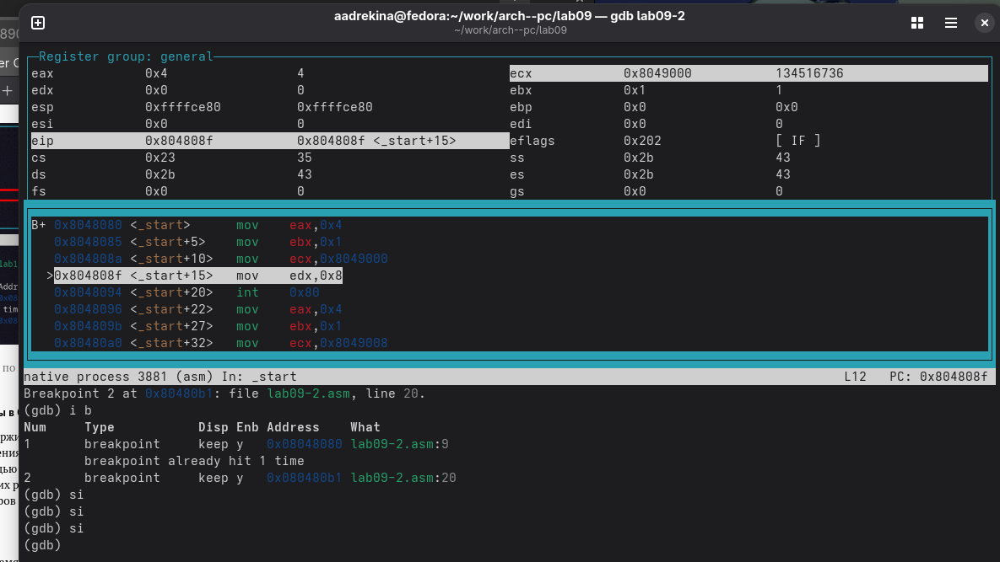 aadrekina@fedora:~/work/arch--pc/lab09 — gdb lab09-2
~/work/arch--pc/lab09
Register group: general
eax 0x4 4 ecx 0x8049000 134516736
edx 0x0 0 ebx 0x1 1
esp 0xffffce80 0xffffce80 ebp 0x0 0x0
esi 0x0 0 edi 0x0 0
eip 0x804808f 0x804808f <_start+15> eflags 0x202 [ IF ]
cs 0x23 35 ss 0x2b 43
ds 0x2b 43 es 0x2b 43
fs 0x0 0 gs 0x0 0
B+ 0x8048080 <_start> mov eax,0x4
0x8048085 <_start+5> mov ebx,0x1
0x804808a <_start+10> mov ecx,0x8049000
>0x804808f <_start+15> mov edx,0x8
0x8048094 <_start+20> int 0x80
0x8048096 <_start+22> mov eax,0x4
0x804809b <_start+27> mov ebx,0x1
0x80480a0 <_start+32> mov ecx,0x8049008
native process 3881 (asm) In: _start L12 PC: 0x804808f
Breakpoint 2 at 0x80480b1: file lab09-2.asm, line 20.
(gdb) i b
Num Type Disp Enb Address What
1 breakpoint keep y 0x08048080 lab09-2.asm:9
breakpoint already hit 1 time
2 breakpoint keep y 0x080480b1 lab09-2.asm:20
(gdb) si
(gdb) si
(gdb) si
(gdb)